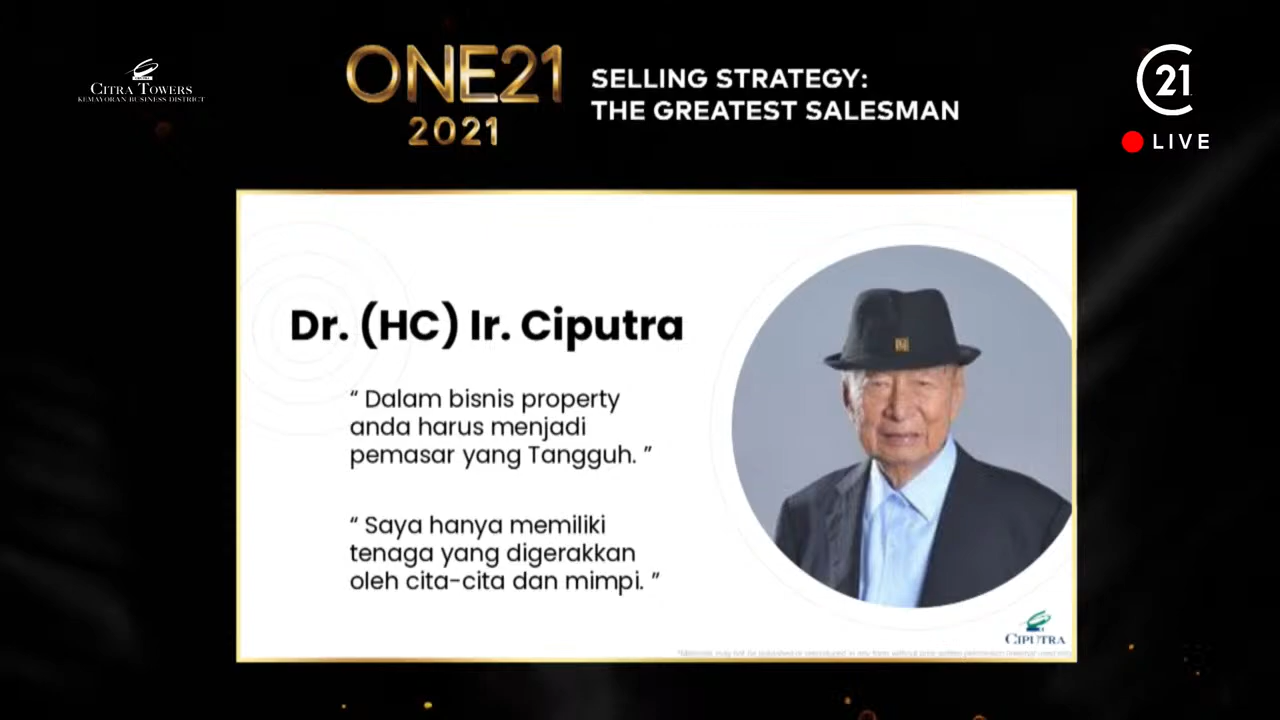 CITRA TOWERS
KEMAYORAN BUSINESS DISTRICT
ONE21
2021
SELLING STRATEGY:
THE GREATEST SALESMAN
21
LIVE
Dr. (HC) Ir. Ciputra
“ Dalam bisnis property
anda harus menjadi
pemasar yang Tangguh. ”
“ Saya hanya memiliki
tenaga yang digerakkan
oleh cita-cita dan mimpi. ”
CIPUTRA